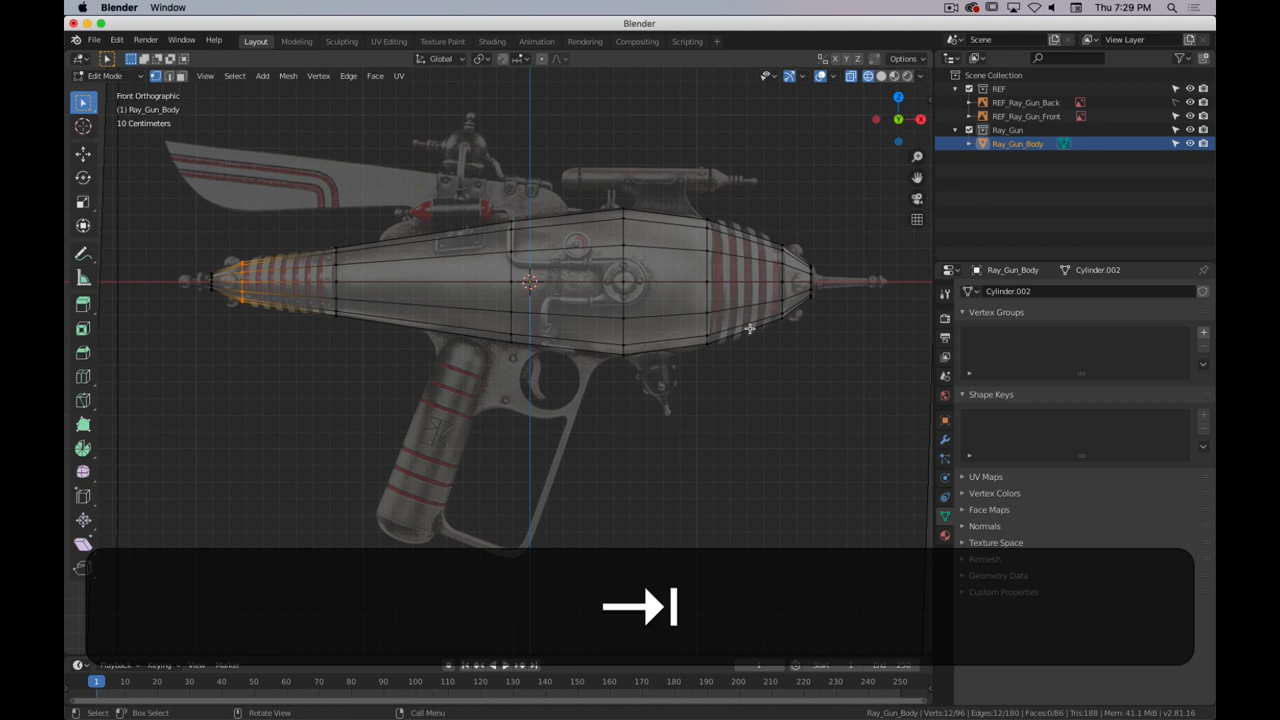 Blender Window Thu 7:29 PM
Blender
File Edit Render Window Help Layout Modeling Sculpting UV Editing Texture Paint Shading Animation Rendering Compositing Scripting + Scene View Layer
Global X Y Z Options
Edit Mode View Select Add Mesh Vertex Edge Face UV
Scene Collection
REF
REF_Ray_Gun_Back
REF_Ray_Gun_Front
Ray_Gun
Ray_Gun_Body
Front Orthographic
(1) Ray_Gun_Body
10 Centimeters
Z
Y
X
Ray_Gun_Body Cylinder.002
Cylinder.002
Vertex Groups
Shape Keys
UV Maps
Vertex Colors
Face Maps
Normals
Texture Space
Remesh
Geometry Data
Custom Properties
Playback Keying View Marker 1 Start 1 End 250
1 10 20 30 40 50 60 70 80 90 100 110 120 130 140 150 160 170 180 190 200 210 220 230 240 250
Select Box Select Rotate View Call Menu Ray_Gun_Body | Verts:12/96 | Edges:12/180 | Faces:0/86 | Tris:188 | Mem: 41.1 MiB | v2.81.16